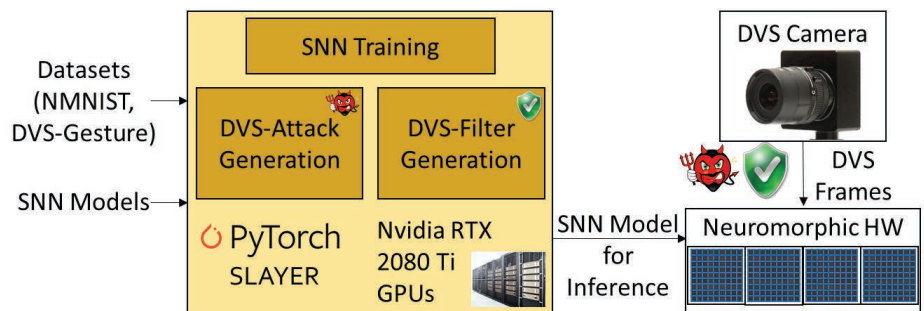 Datasets
(NMNIST,
DVS-Gesture)
SNN Models
SNN Training
DVS-Attack
Generation
DVS-Filter
Generation
PyTorch
SLAYER
Nvidia RTX
2080 Ti
GPUs
SNN Model
for
Inference
DVS Camera
DVS
Frames
Neuromorphic HW